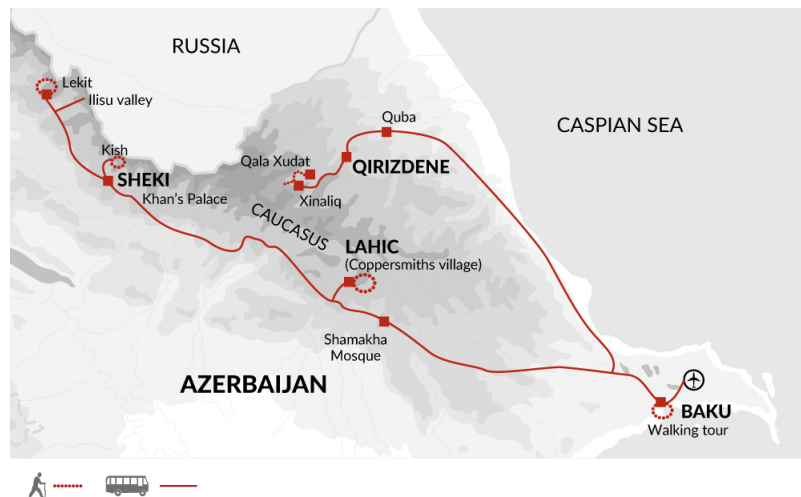 RUSSIA
Lekit
Ilisu valley
Quba
CASPIAN SEA
Kish
Qala Xudat
QIRIZDENE
SHEKI
Khan's Palace
Xinaliq
CAUCASUS
LAHIC
(Coppersmiths village)
Shamakha
Mosque
AZERBAIJAN
BAKU
Walking tour